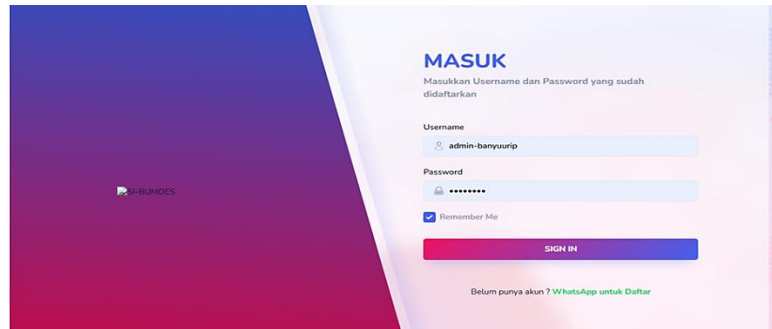 MASUK
Masukkan Username dan Password yang sudah
didaftarkan
Username
admin-banyuurip
Password
••••••••
Remember Me
SIGN IN
Belum punya akun ? WhatsApp untuk Daftar
SI-BUMDES